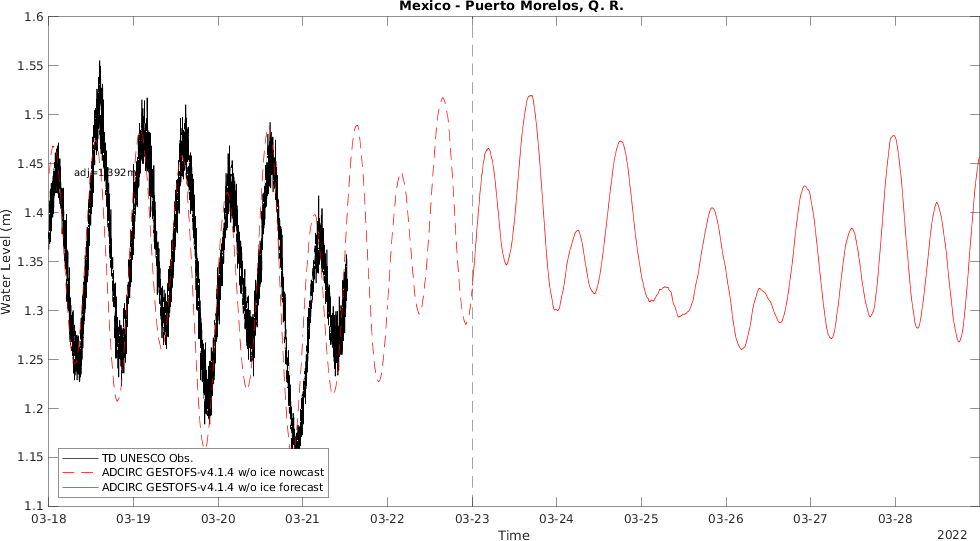 Mexico - Puerto Morelos, Q. R.
1.6
1.55
1.5
1.45
1.4
1.35
1.3
1.25
1.2
1.15
1.1
Water Level (m)
adj=1.392m
TD UNESCO Obs.
ADCIRC GESTOFS-v4.1.4 w/o ice nowcast
ADCIRC GESTOFS-v4.1.4 w/o ice forecast
03-18 03-19 03-20 03-21 03-22 03-23 03-24 03-25 03-26 03-27 03-28
Time
2022